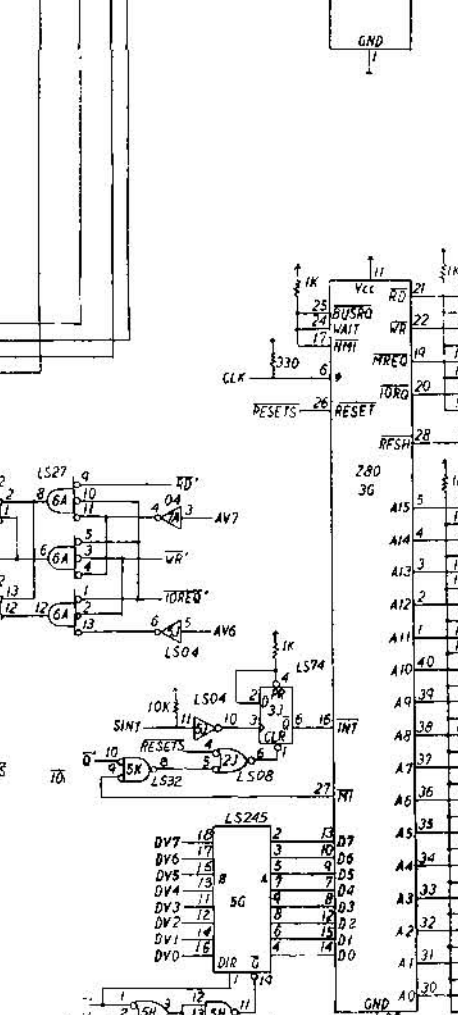 GND
1
1K
11
Vcc
RD 21
1K
25 BUSRQ
24 WAIT
WR 22
17 NMI
330
MREQ 19
CLK 6 φ
IORQ 20
RESETS 26 RESET
RFSH 28
Z80
3G
LS27
9 RD'
2 8 6A 10
1 11
04
4 7A 3 AV7
A15 5
5
6 6A 3 WR'
4
A14 4
A13 3
13 1 IOREQ'
12 12 6A 2
13 6 5J 5 AV6
LS04
A12 2
A11 1
1K
LS74
A10 40
4
2 D PR
3J
10K
LS04
A9 39
SINT 11 5J 10 3 Q 6 16 INT
CLR
1
A8 38
RESETS 4
10 5K 8 5 2J 6
9
LS32
LS08
A7 37
IO
27 M1
A6 36
LS245
A5 35
DV7 18 2 13 D7
DV6 17 3 10 D6
DV5 15 5 9 D5
A4 34
DV4 13 B A 7 7 D4
DV3 11 5G 9 8 D3
A3 33
DV2 12 8 12 D2
A2 32
DV1 14 6 15 D1
DV0 16 4 14 D0
DIR G
1 19
A1 31
A0 30
1 3 12 11
2 5H 13 5H
GND